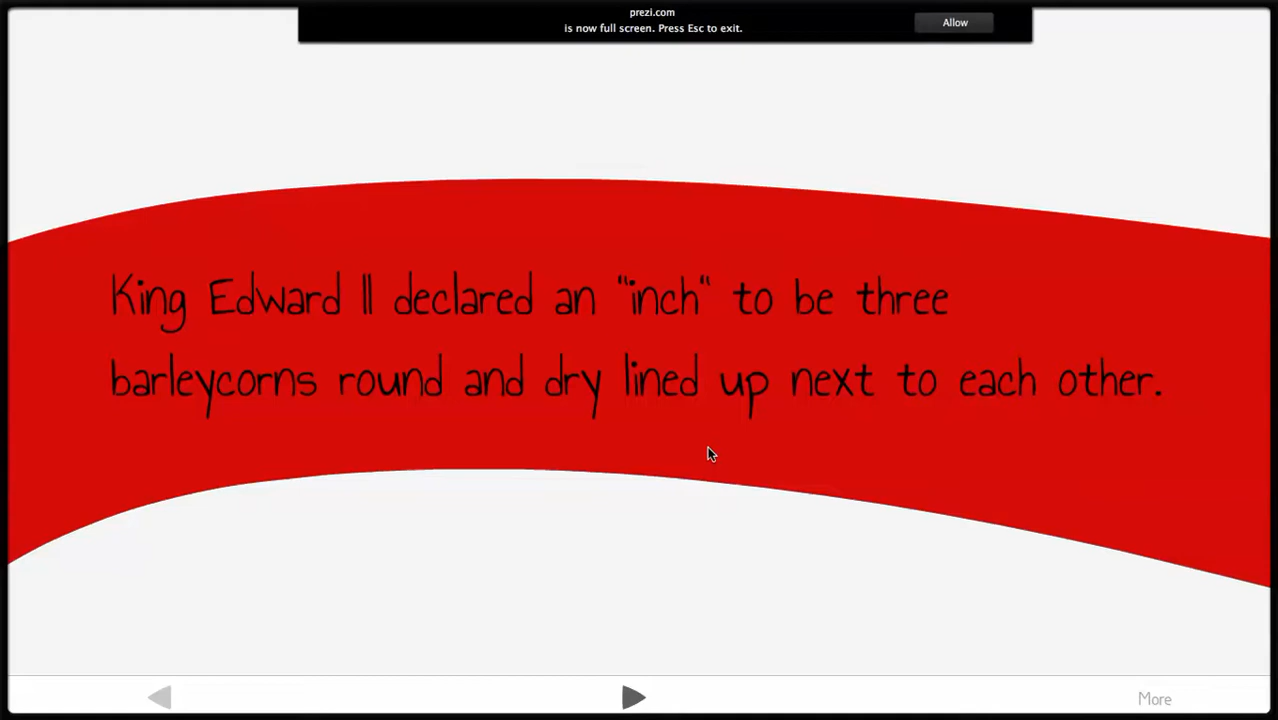 prezi.com
is now full screen. Press Esc to exit.
Allow
King Edward II declared an "inch" to be three
barleycorns round and dry lined up next to each other.
More